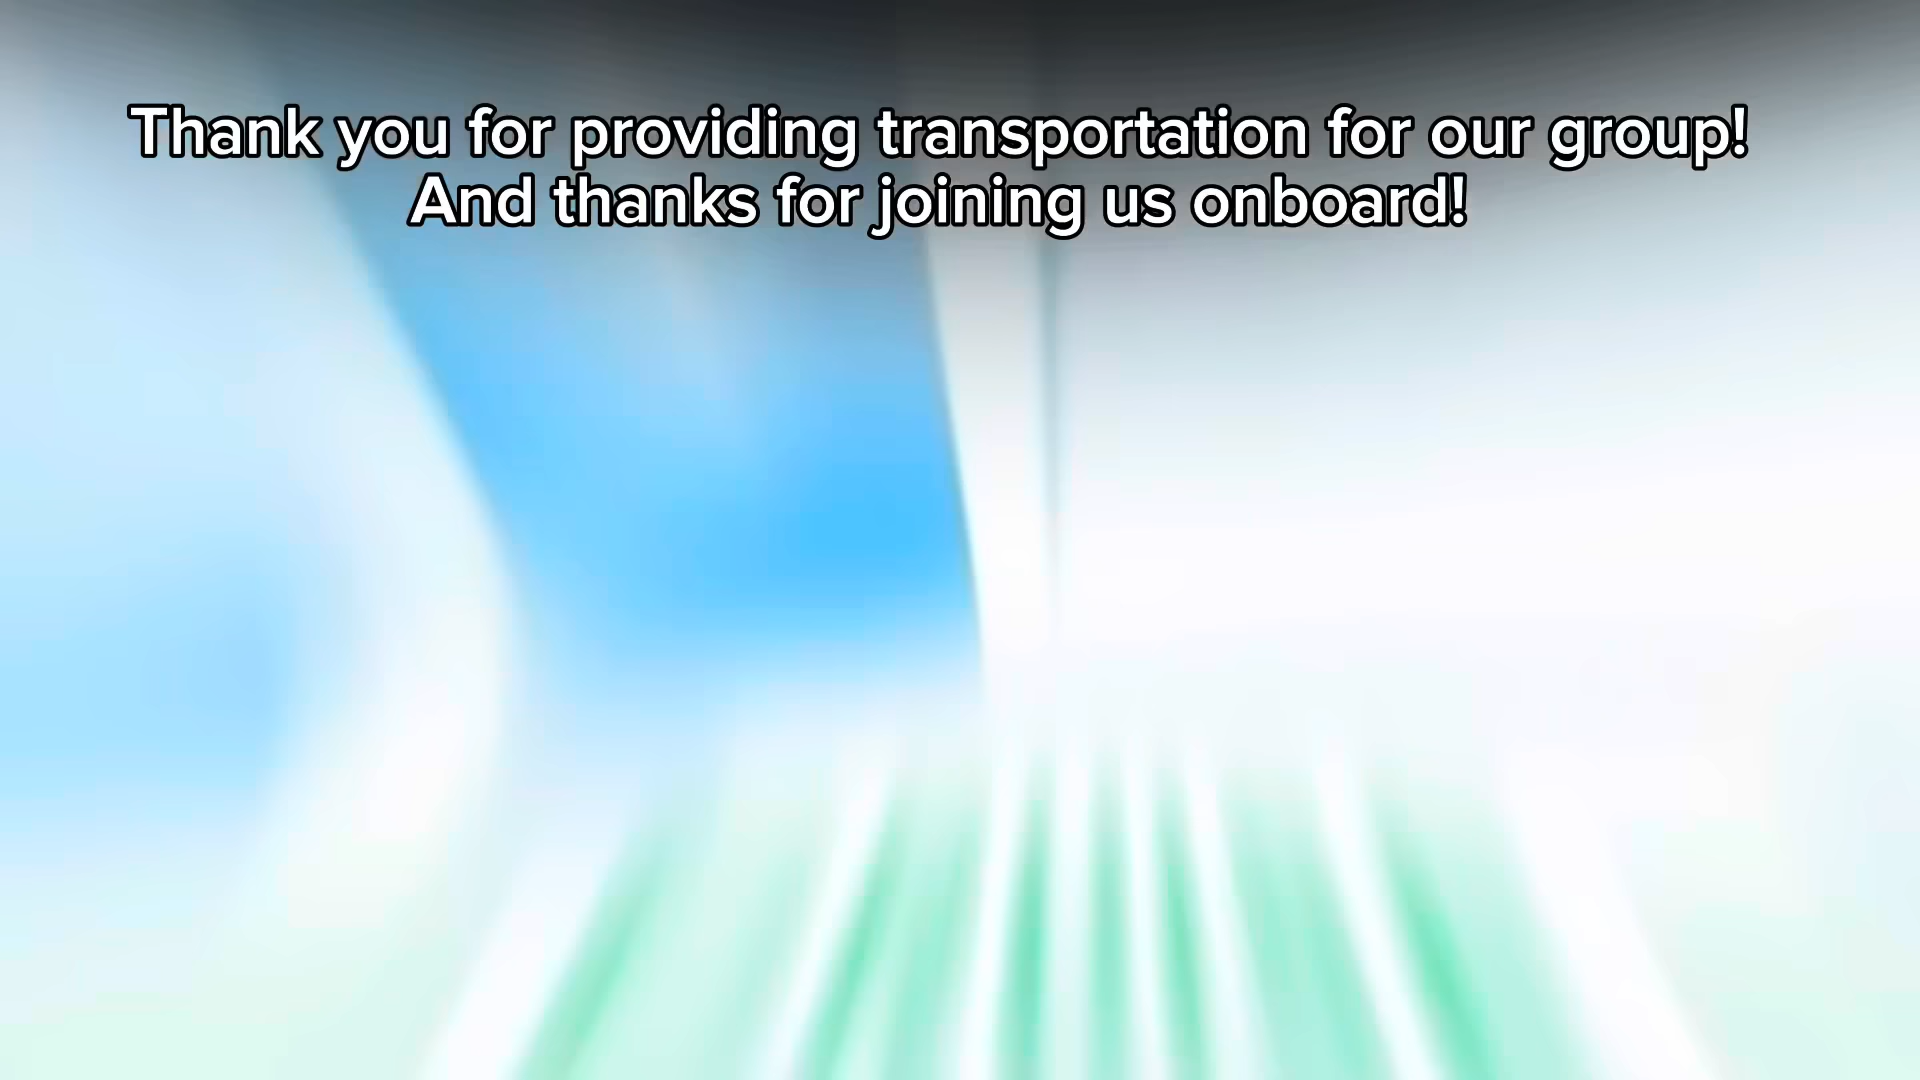 Thank you for providing transportation for our group!
And thanks for joining us onboard!